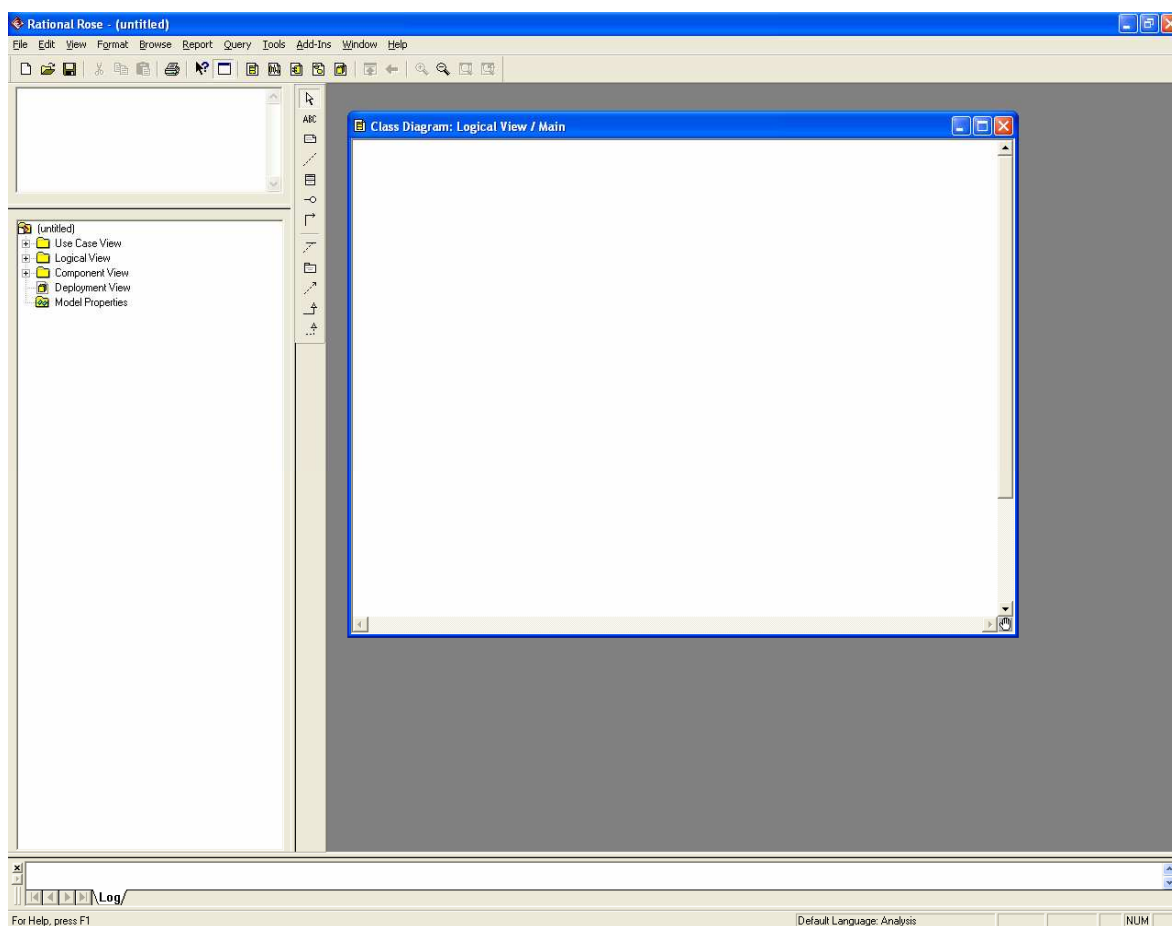 Rational Rose - (untitled)
File Edit View Format Browse Report Query Tools Add-Ins Window Help
ABC
Class Diagram: Logical View / Main
(untitled)
Use Case View
Logical View
Component View
Deployment View
Model Properties
Log
For Help, press F1
Default Language: Analysis
NUM